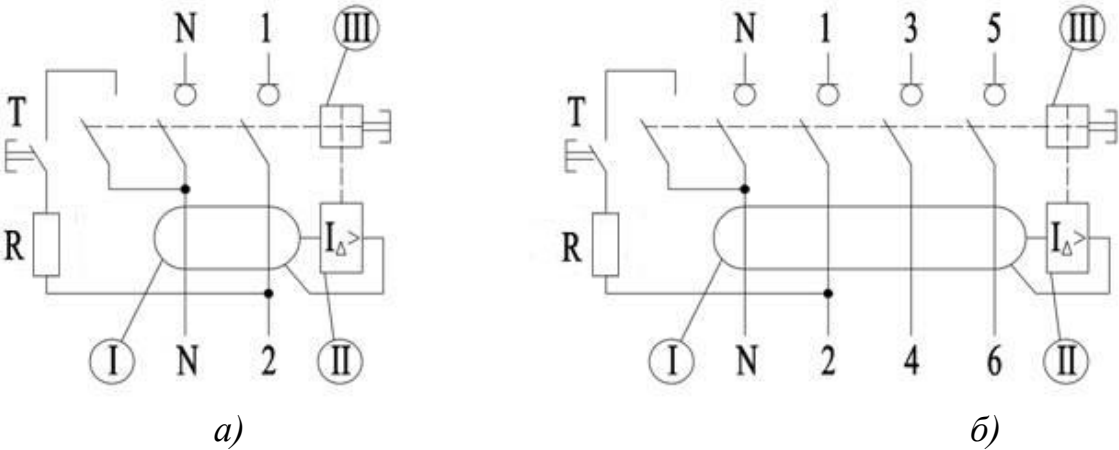 N 1 III N 1 3 5 III
T T
R I△> R I△>
I N 2 II I N 2 4 6 II
а) б)